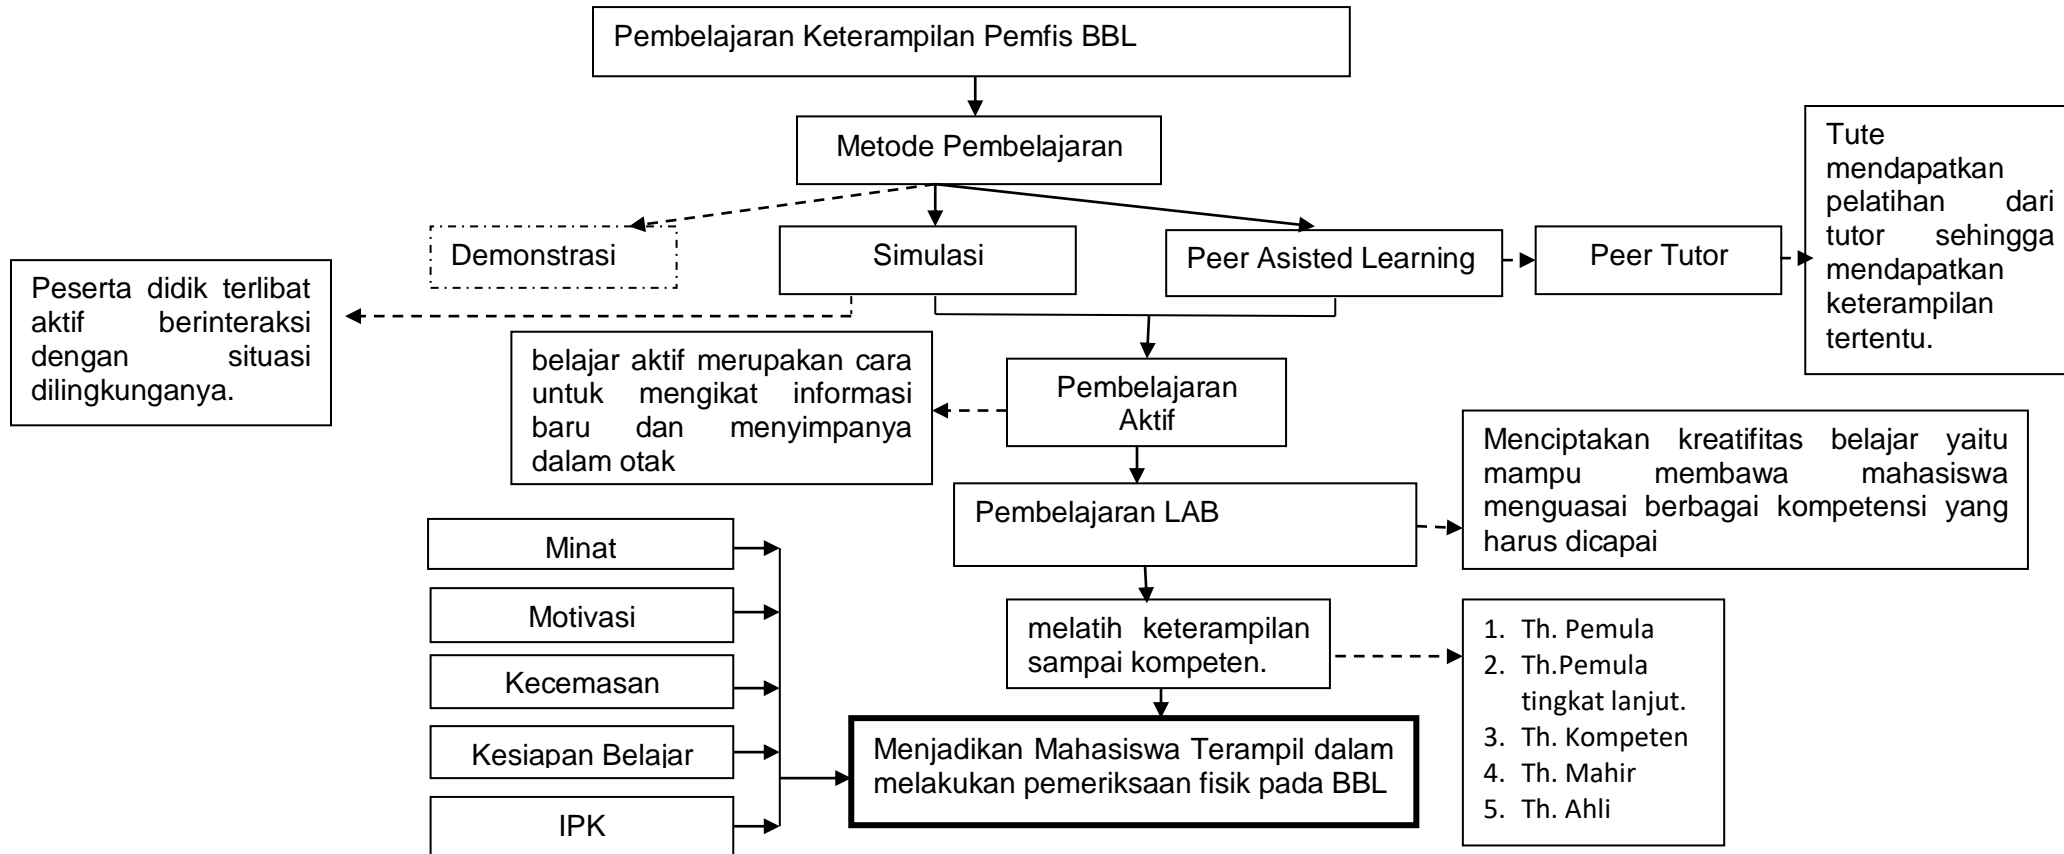 Pembelajaran Keterampilan Pemfis BBL
Metode Pembelajaran
Demonstrasi
Simulasi
Peer Asisted Learning
Peer Tutor
Tute
mendapatkan
pelatihan dari
tutor sehingga
mendapatkan
keterampilan
tertentu.
Peserta didik terlibat
aktif berinteraksi
dengan situasi
dilingkunganya.
belajar aktif merupakan cara
untuk mengikat informasi
baru dan menyimpanya
dalam otak
Pembelajaran
Aktif
Menciptakan kreatifitas belajar yaitu
mampu membawa mahasiswa
menguasai berbagai kompetensi yang
harus dicapai
Pembelajaran LAB
Minat
Motivasi
Kecemasan
Kesiapan Belajar
IPK
melatih keterampilan
sampai kompeten.
1. Th. Pemula
2. Th.Pemula
tingkat lanjut.
3. Th. Kompeten
4. Th. Mahir
5. Th. Ahli
Menjadikan Mahasiswa Terampil dalam
melakukan pemeriksaan fisik pada BBL